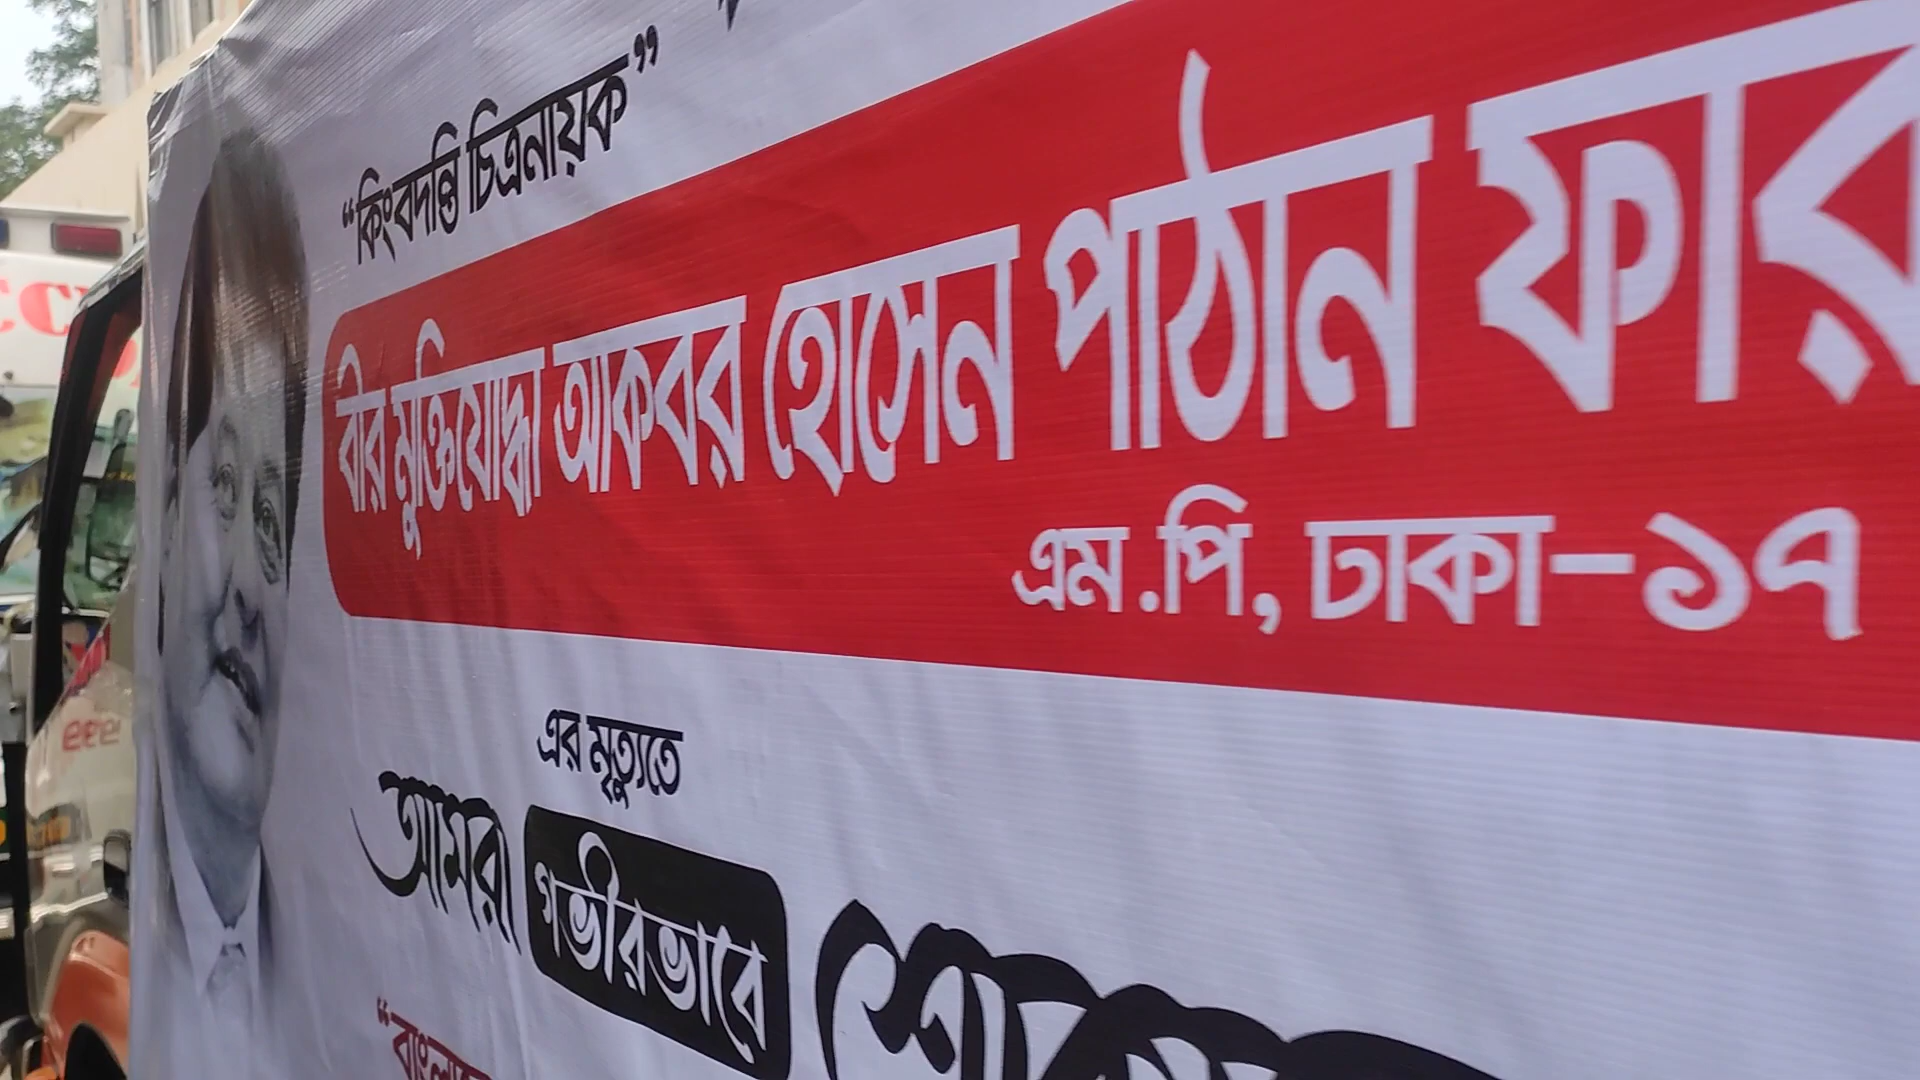 “কিংবদন্তি চিত্রনায়ক”
বীর মুক্তিযোদ্ধা আকবর হোসেন পাঠান ফার
এম.পি, ঢাকা-১৭
এর মৃত্যুতে
আমরা গভীরভাবে